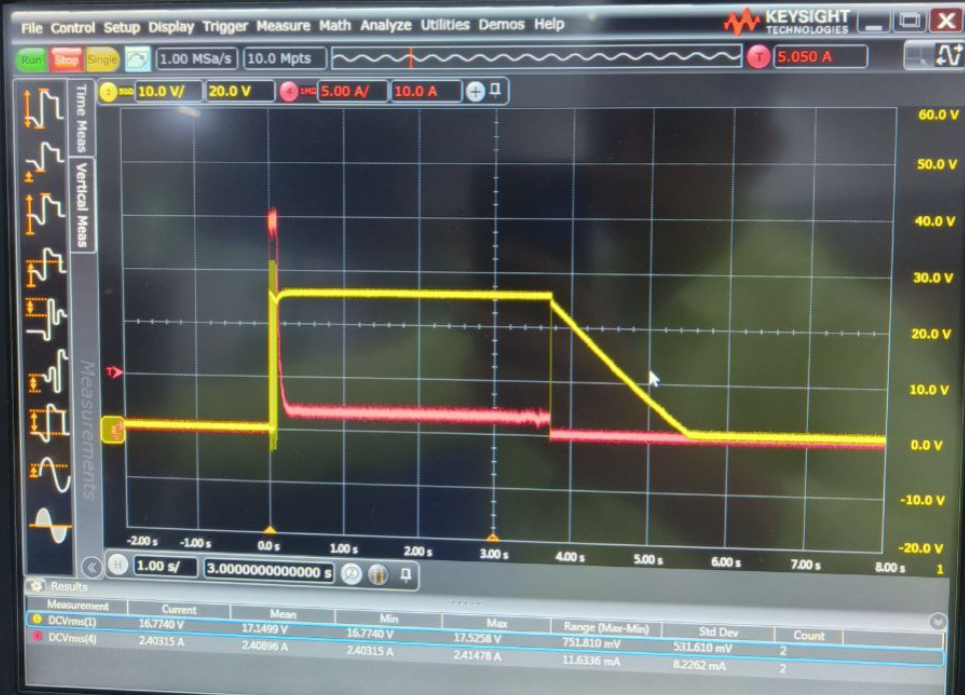 File Control Setup Display Trigger Measure Math Analyze Utilities Demos Help
KEYSIGHT
TECHNOLOGIES
Run Stop Single 1.00 MSa/s 10.0 Mpts T 5.050 A
1 50Ω 10.0 V/ 20.0 V 4 1MΩ 5.00 A/ 10.0 A
Time Meas
Vertical Meas
Measurements
60.0 V
50.0 V
40.0 V
30.0 V
20.0 V
10.0 V
0.0 V
-10.0 V
-20.0 V
1
T
-2.00 s -1.00 s 0.0 s 1.00 s 2.00 s 3.00 s 4.00 s 5.00 s 6.00 s 7.00 s 8.00 s
H 1.00 s/ 3.0000000000000 s
Results
Measurement Current Mean Min Max Range (Max-Min) Std Dev Count
DCVrms(1) 16.7740 V 17.1499 V 16.7740 V 17.5258 V 751.810 mV 531.610 mV 2
DCVrms(4) 2.40315 A 2.40896 A 2.40315 A 2.41478 A 11.6336 mA 8.2262 mA 2